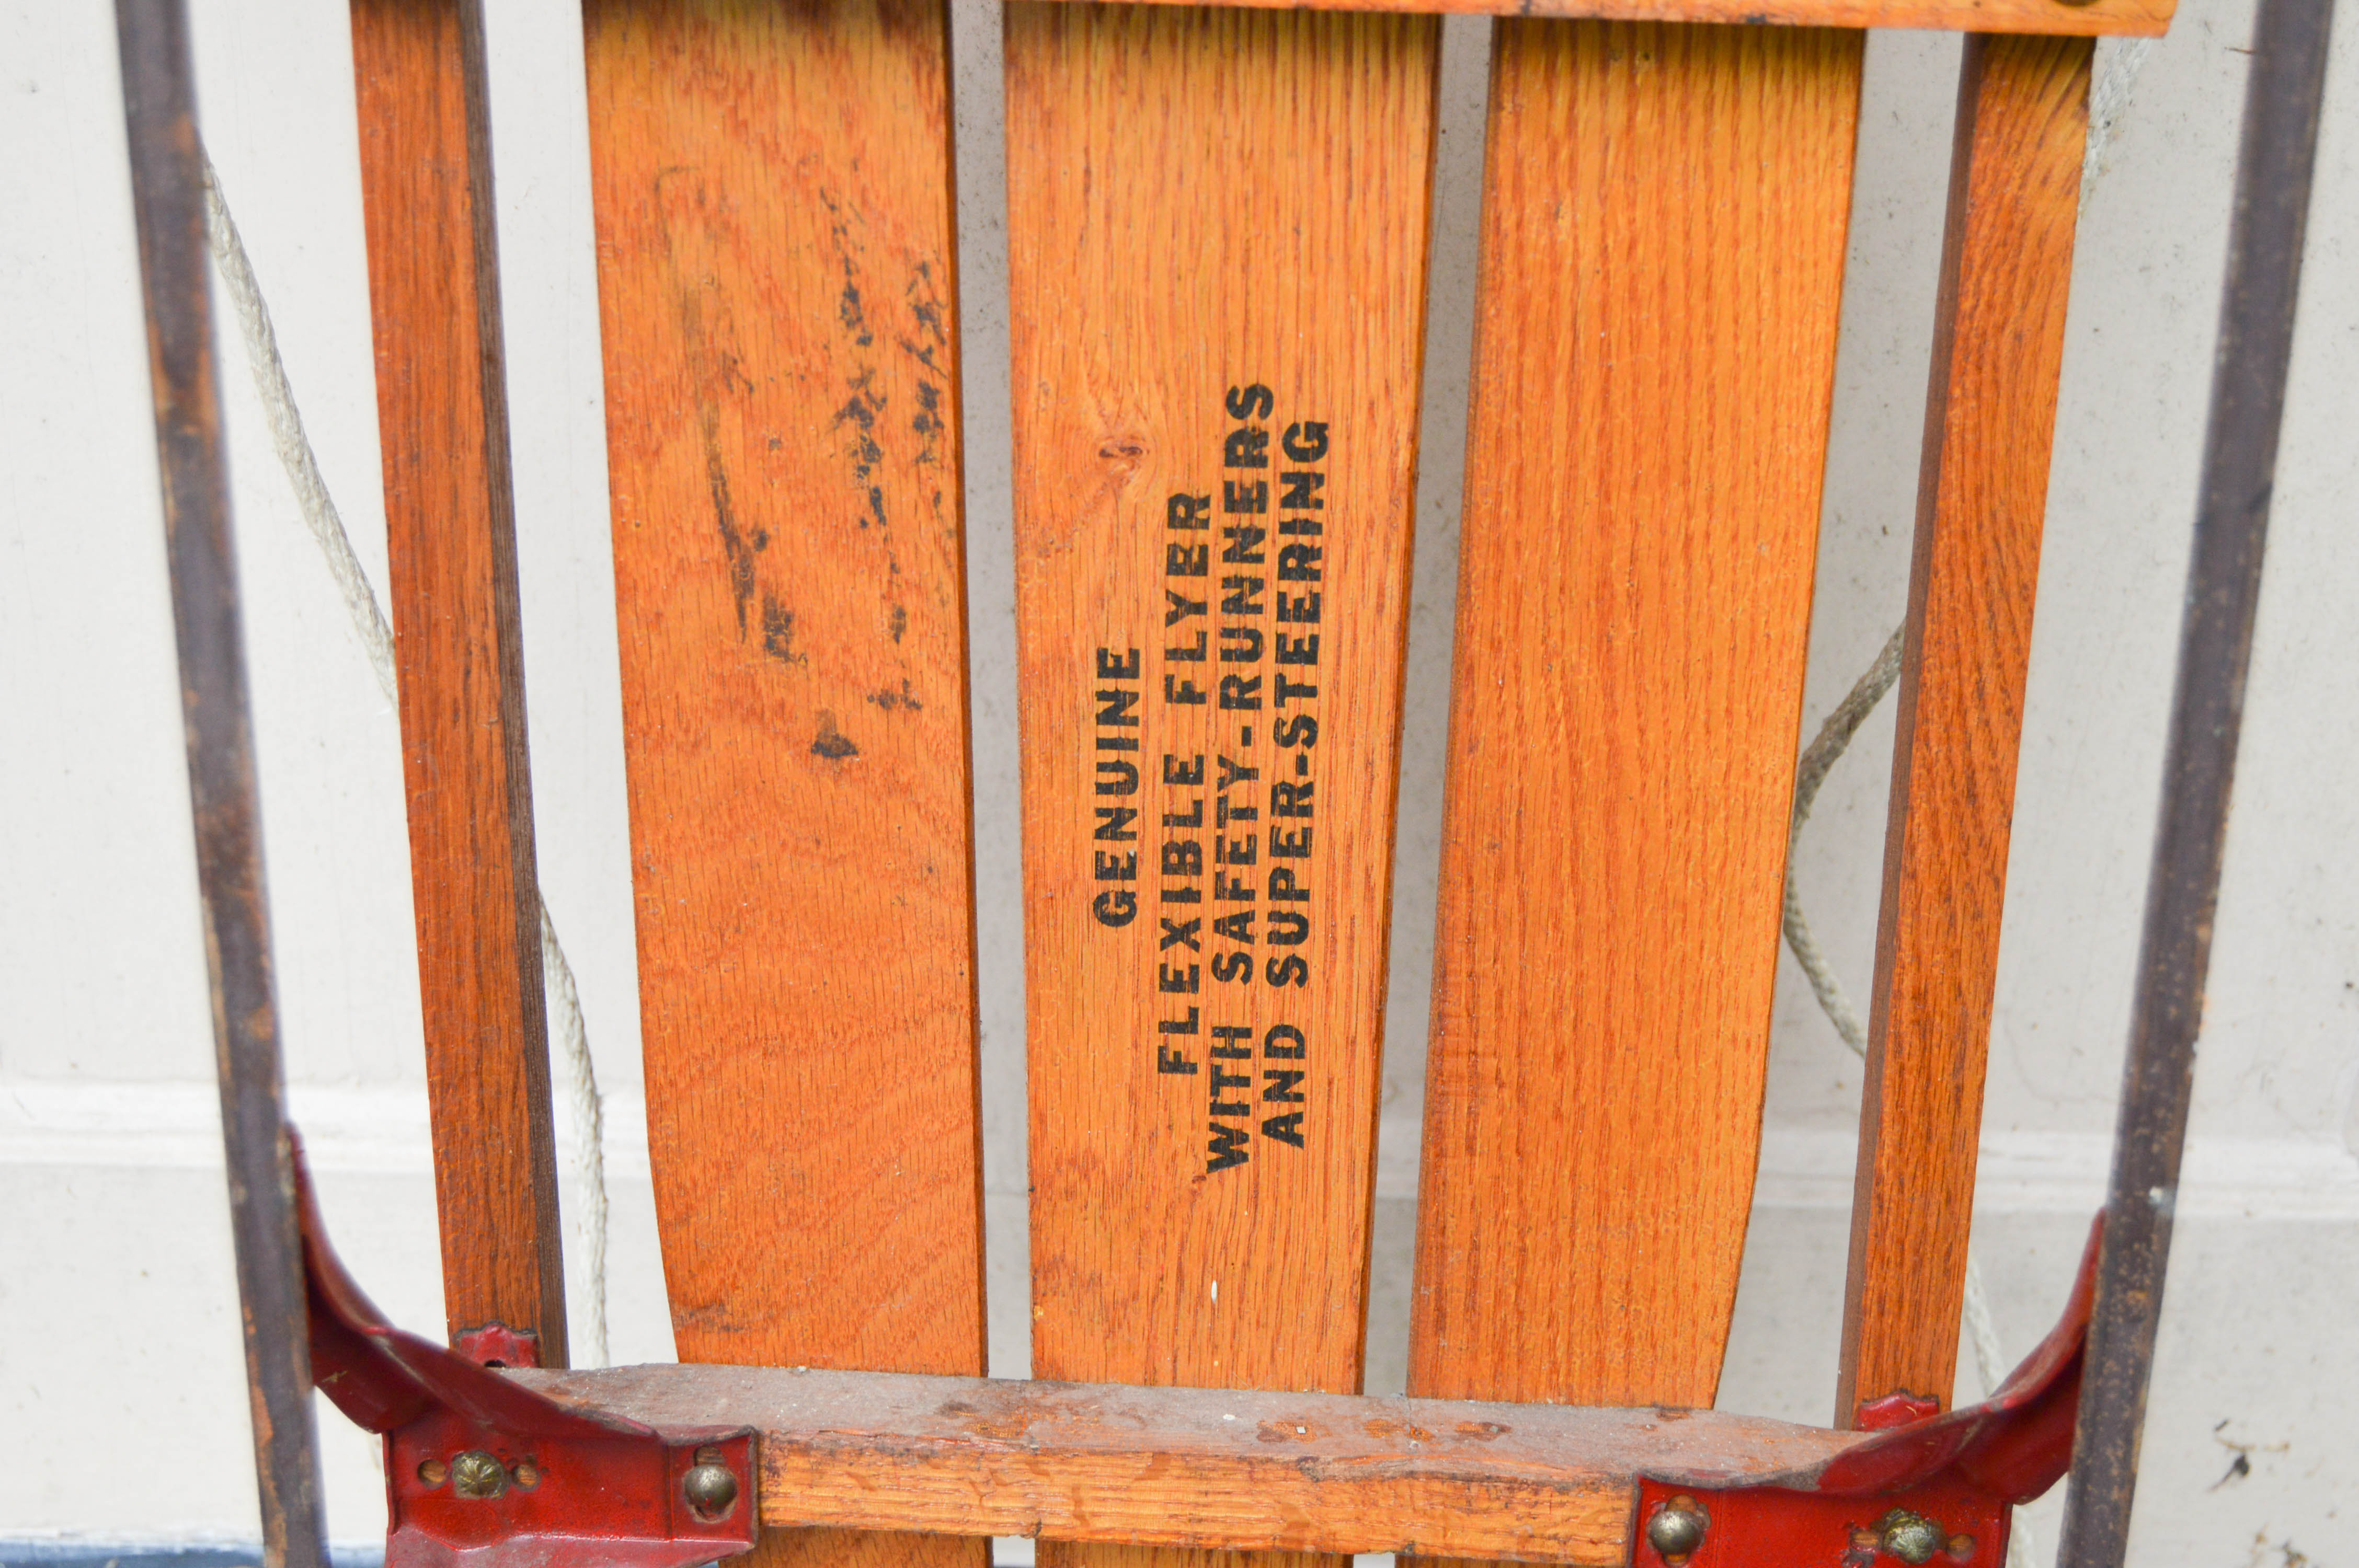 GENUINE
FLEXIBLE FLYER
WITH SAFETY-RUNNERS
AND SUPER-STEERING